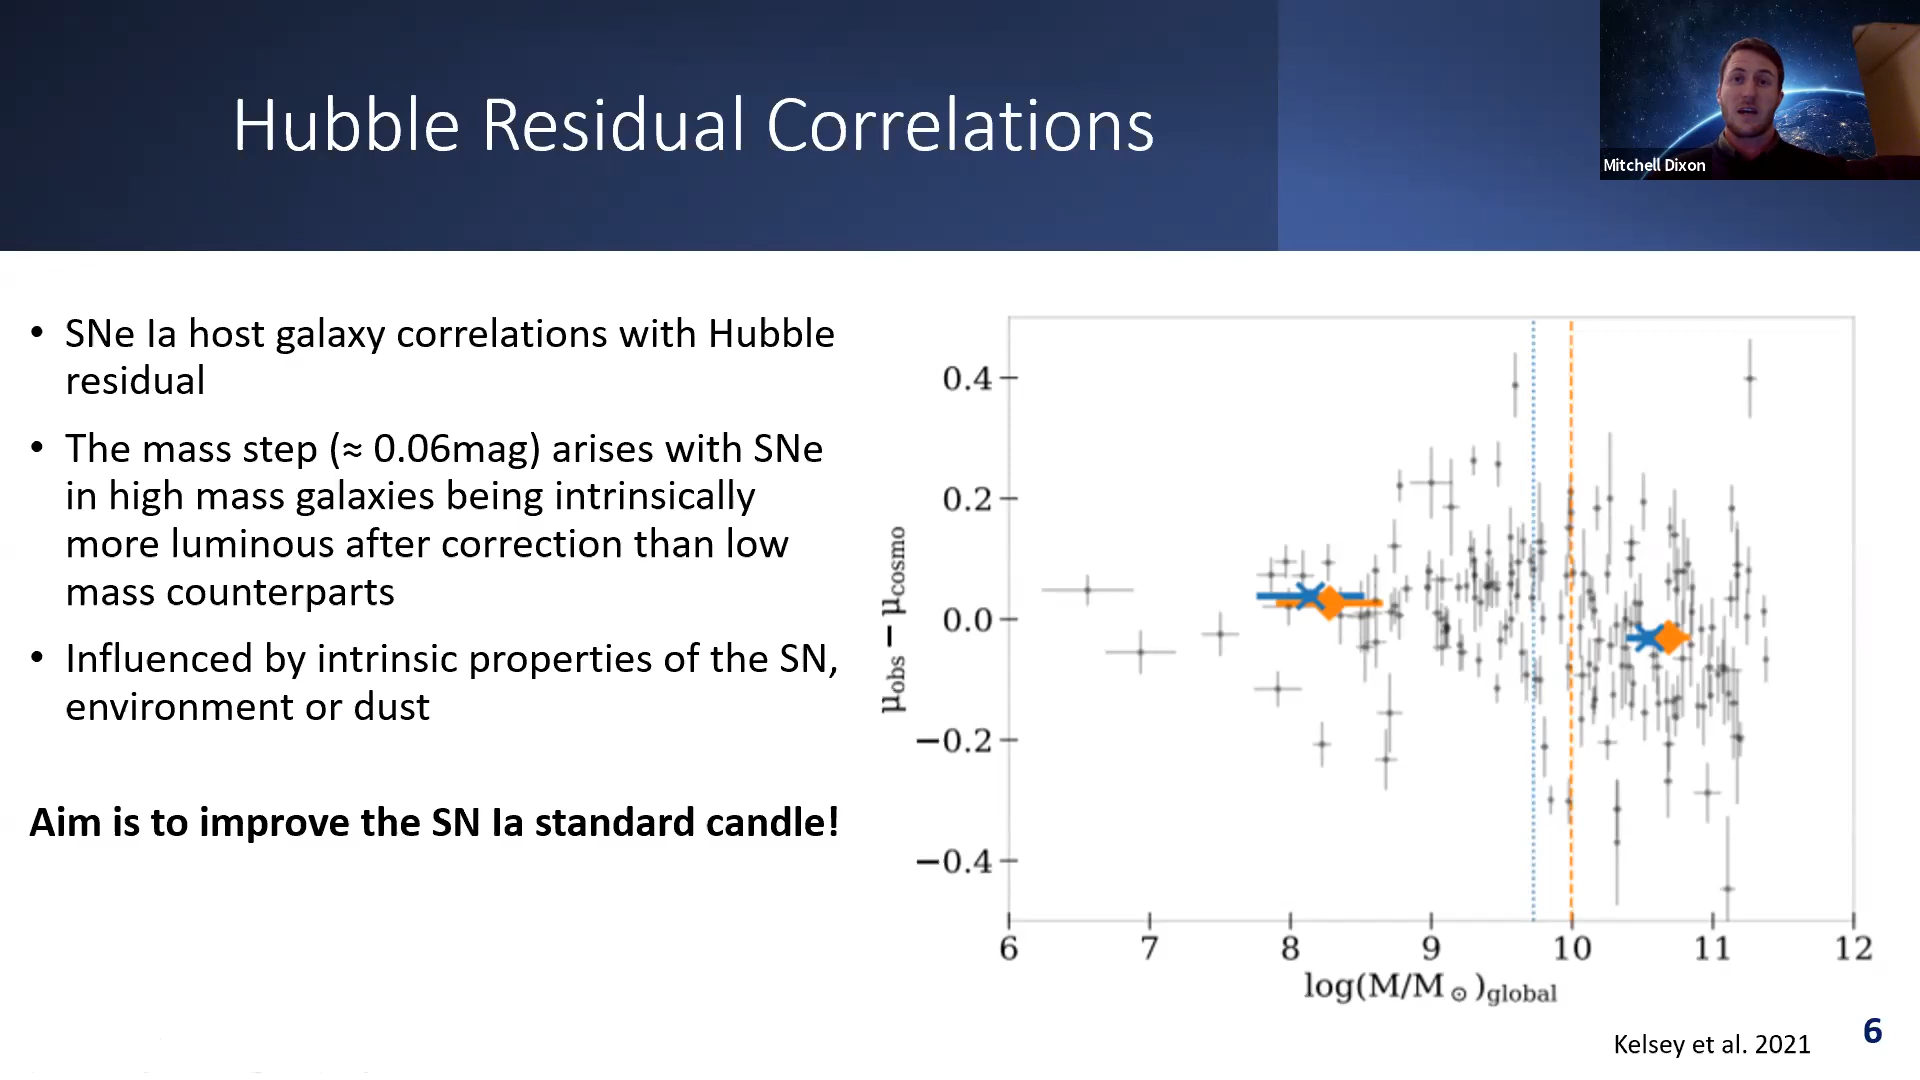 Hubble Residual Correlations
Mitchell Dixon
• SNe Ia host galaxy correlations with Hubble
residual
• The mass step (≈ 0.06mag) arises with SNe
in high mass galaxies being intrinsically
more luminous after correction than low
mass counterparts
• Influenced by intrinsic properties of the SN,
environment or dust
Aim is to improve the SN Ia standard candle!
μobs − μcosmo
0.4
0.2
0.0
−0.2
−0.4
6 7 8 9 10 11 12
log(M/M⊙)global
Kelsey et al. 2021
6